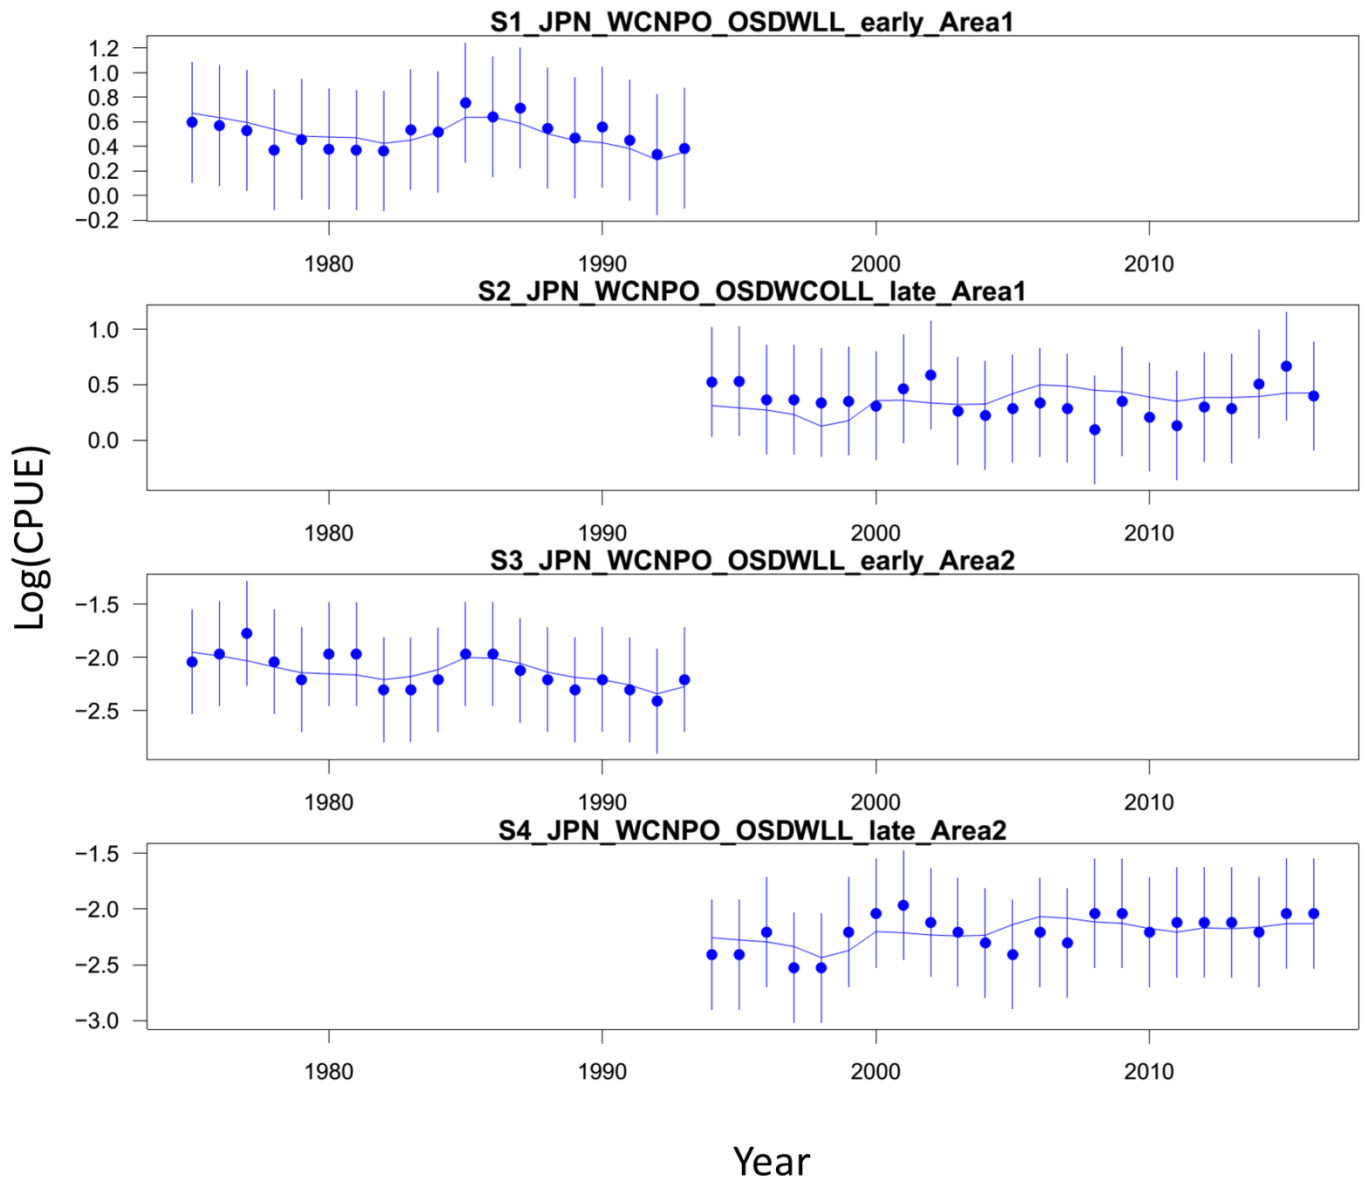 S1_JPN_WCNPO_OSDWLL_early_Area1
1.2
1.0
0.8
0.6
0.4
0.2
0.0
−0.2
1980 1990 2000 2010
S2_JPN_WCNPO_OSDWCOLL_late_Area1
1.0
0.5
0.0
1980 1990 2000 2010
Log(CPUE)
S3_JPN_WCNPO_OSDWLL_early_Area2
−1.5
−2.0
−2.5
1980 1990 2000 2010
S4_JPN_WCNPO_OSDWLL_late_Area2
−1.5
−2.0
−2.5
−3.0
1980 1990 2000 2010
Year